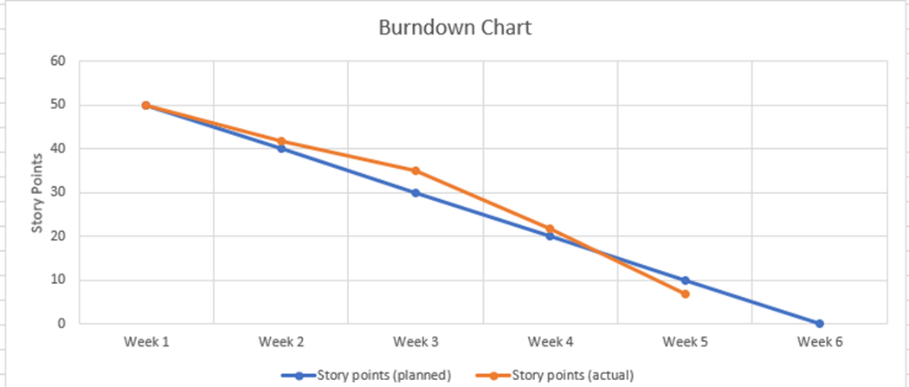 Burndown Chart
60
50
40
30
20
10
0
Story Points
Week 1 Week 2 Week 3 Week 4 Week 5 Week 6
Story points (planned) Story points (actual)